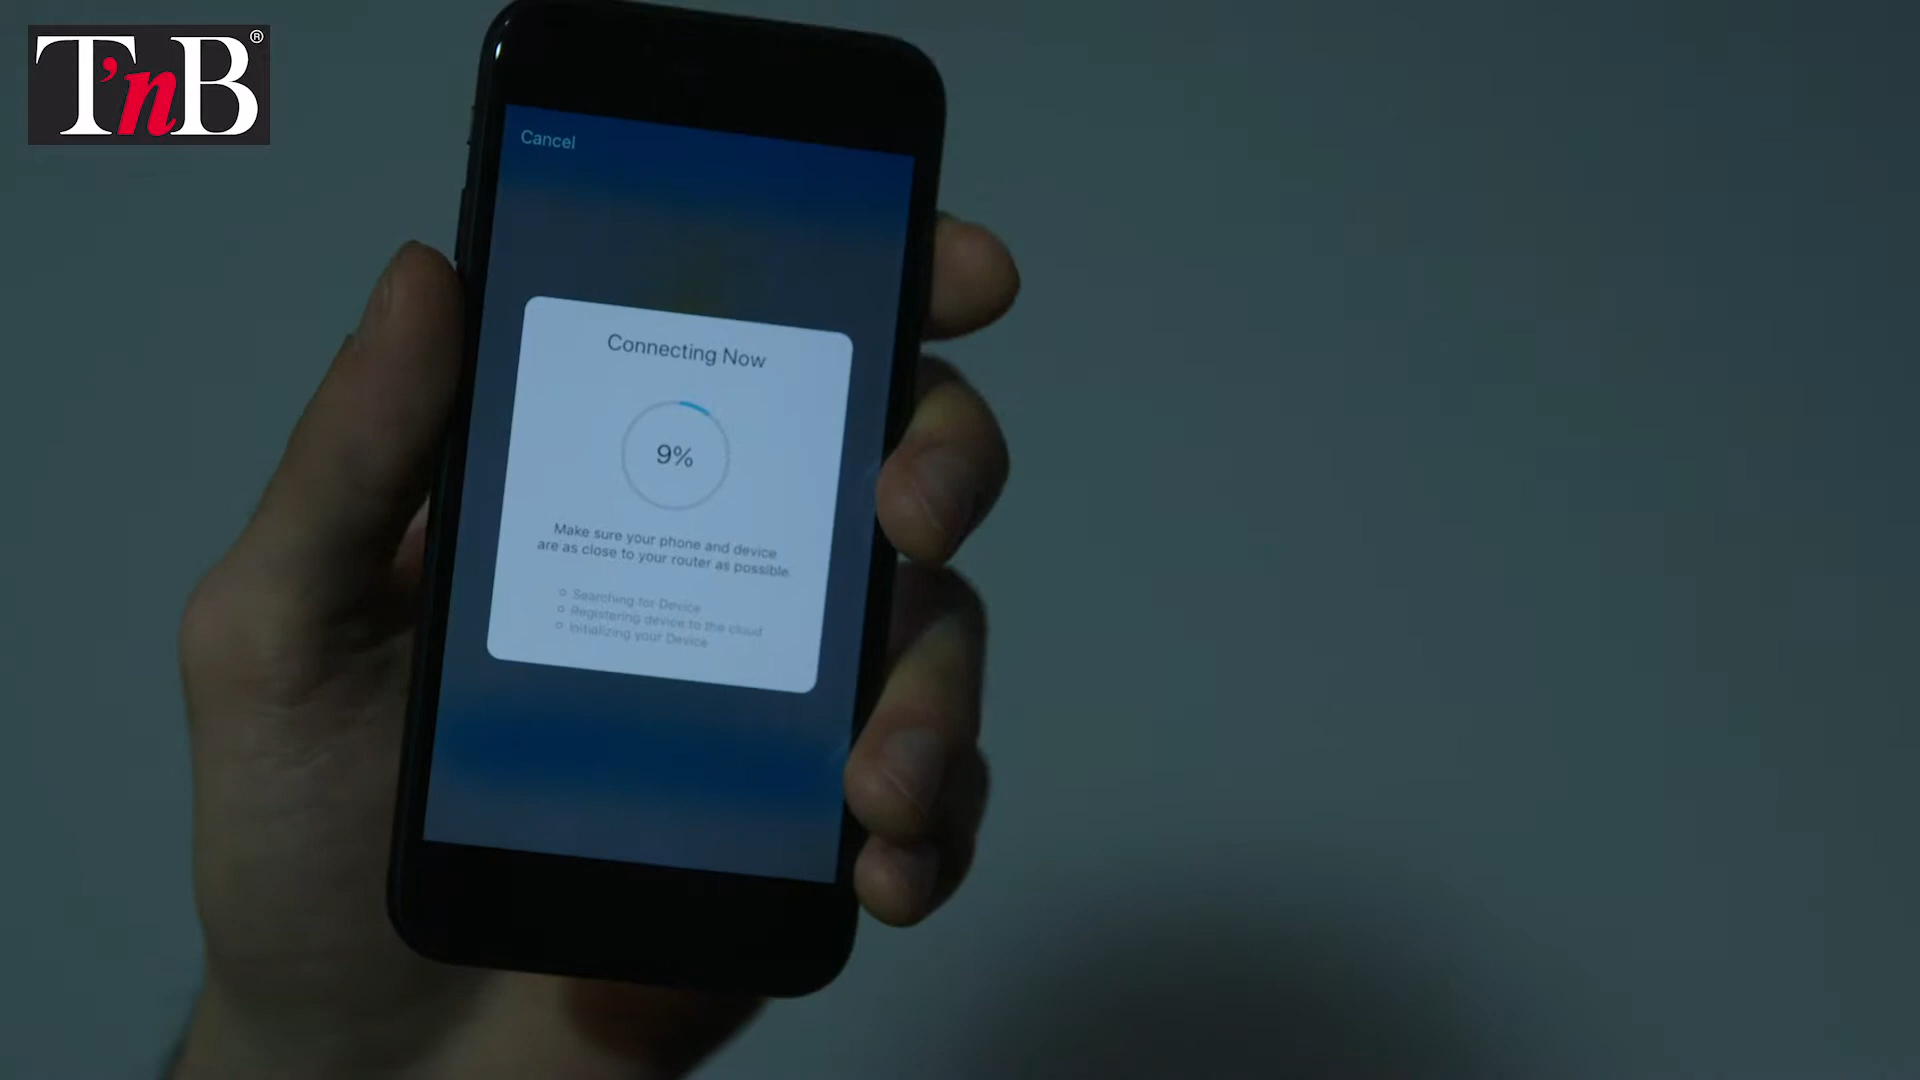 T'nB®
Cancel
Connecting Now
9%
Make sure your phone and device
are as close to your router as possible.
Searching for Device
Registering device to the cloud
Initializing your Device